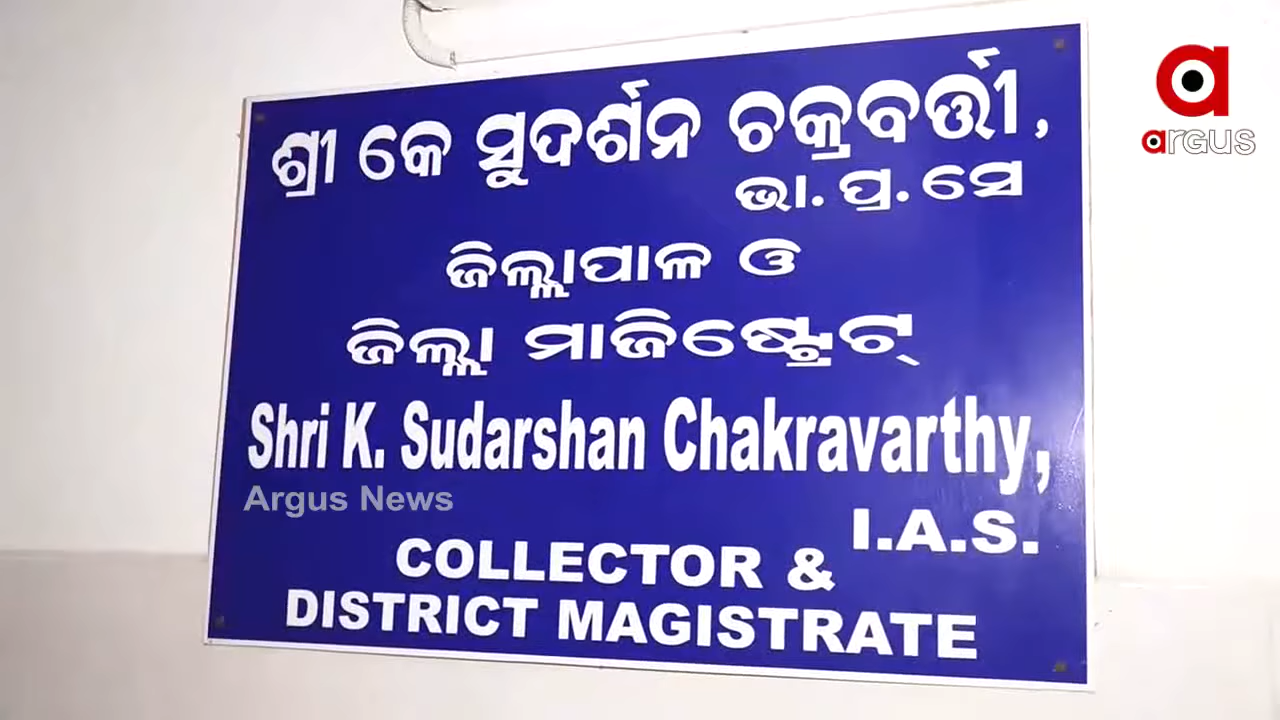 ଶ୍ରୀ କେ ସୁଦର୍ଶନ ଚକ୍ରବର୍ତ୍ତୀ,
ଭା.ପ୍ର.ସେ
ଜିଲ୍ଲାପାଳ ଓ
ଜିଲ୍ଲା ମାଜିଷ୍ଟ୍ରେଟ୍
Shri K. Sudarshan Chakravarthy,
I.A.S.
COLLECTOR &
DISTRICT MAGISTRATE
Argus News
argus